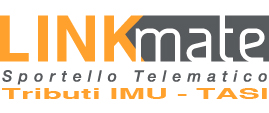 LINKmate
Sportello Telematico
Tributi IMU - TASI